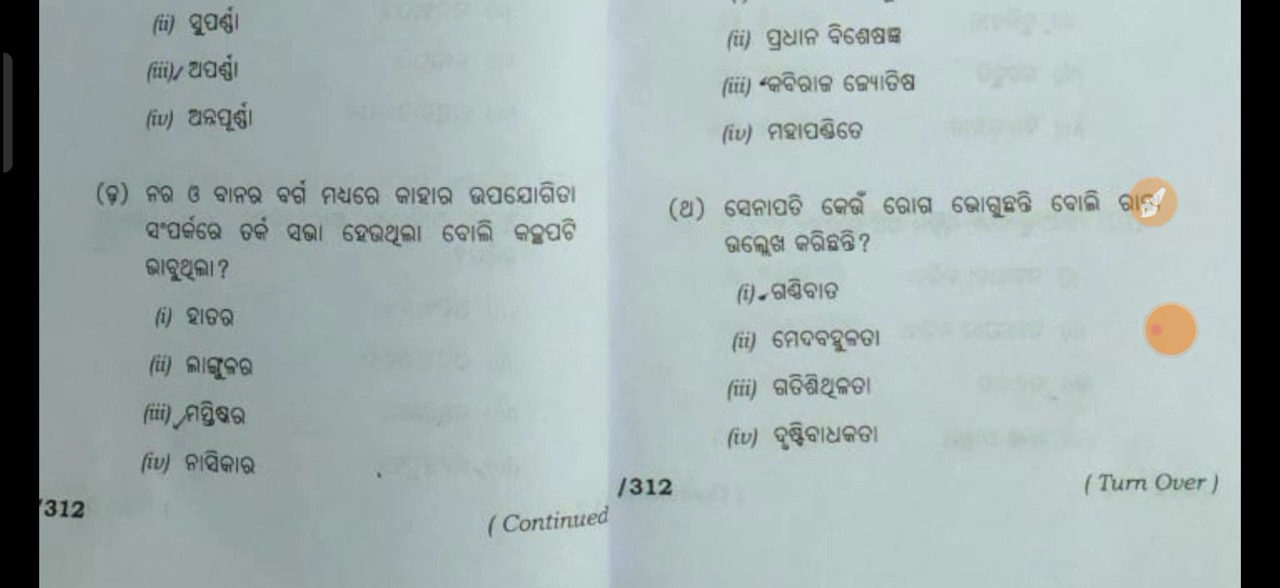 (ii) ସୁପର୍ଣ୍ଣା
(iii) ଅପର୍ଣ୍ଣା
(iv) ଅନ୍ନପୂର୍ଣ୍ଣା
(ଢ଼) ନର ଓ ବାନର ବର୍ଗ ମଧ୍ୟରେ କାହାର ଉପଯୋଗିତା
ସଂପର୍କରେ ତର୍କ ସଭା ହେଉଥିଲା ବୋଲି କଚ୍ଛପଟି
ଭାବୁଥିଲା?
(i) ହାତର
(ii) ଲାଙ୍ଗୁଳର
(iii) ମସ୍ତିଷ୍କର
(iv) ନାସିକାର
/312
( Continued
(ii) ପ୍ରଧାନ ବିଶେଷଜ୍ଞ
(iii) କବିରାଜ ଜ୍ୟୋତିଷ
(iv) ମହାପଣ୍ଡିତେ
(ଥ) ସେନାପତି କେଉଁ ରୋଗ ଭୋଗୁଛନ୍ତି ବୋଲି
ଉଲ୍ଲେଖ କରିଛନ୍ତି?
(i) ଗଣ୍ଠିବାତ
(ii) ମେଦବହୁଳତା
(iii) ଗତିଶିଥିଳତା
(iv) ଦୃଷ୍ଟିବାଧକତା
/312
( Turn Over )